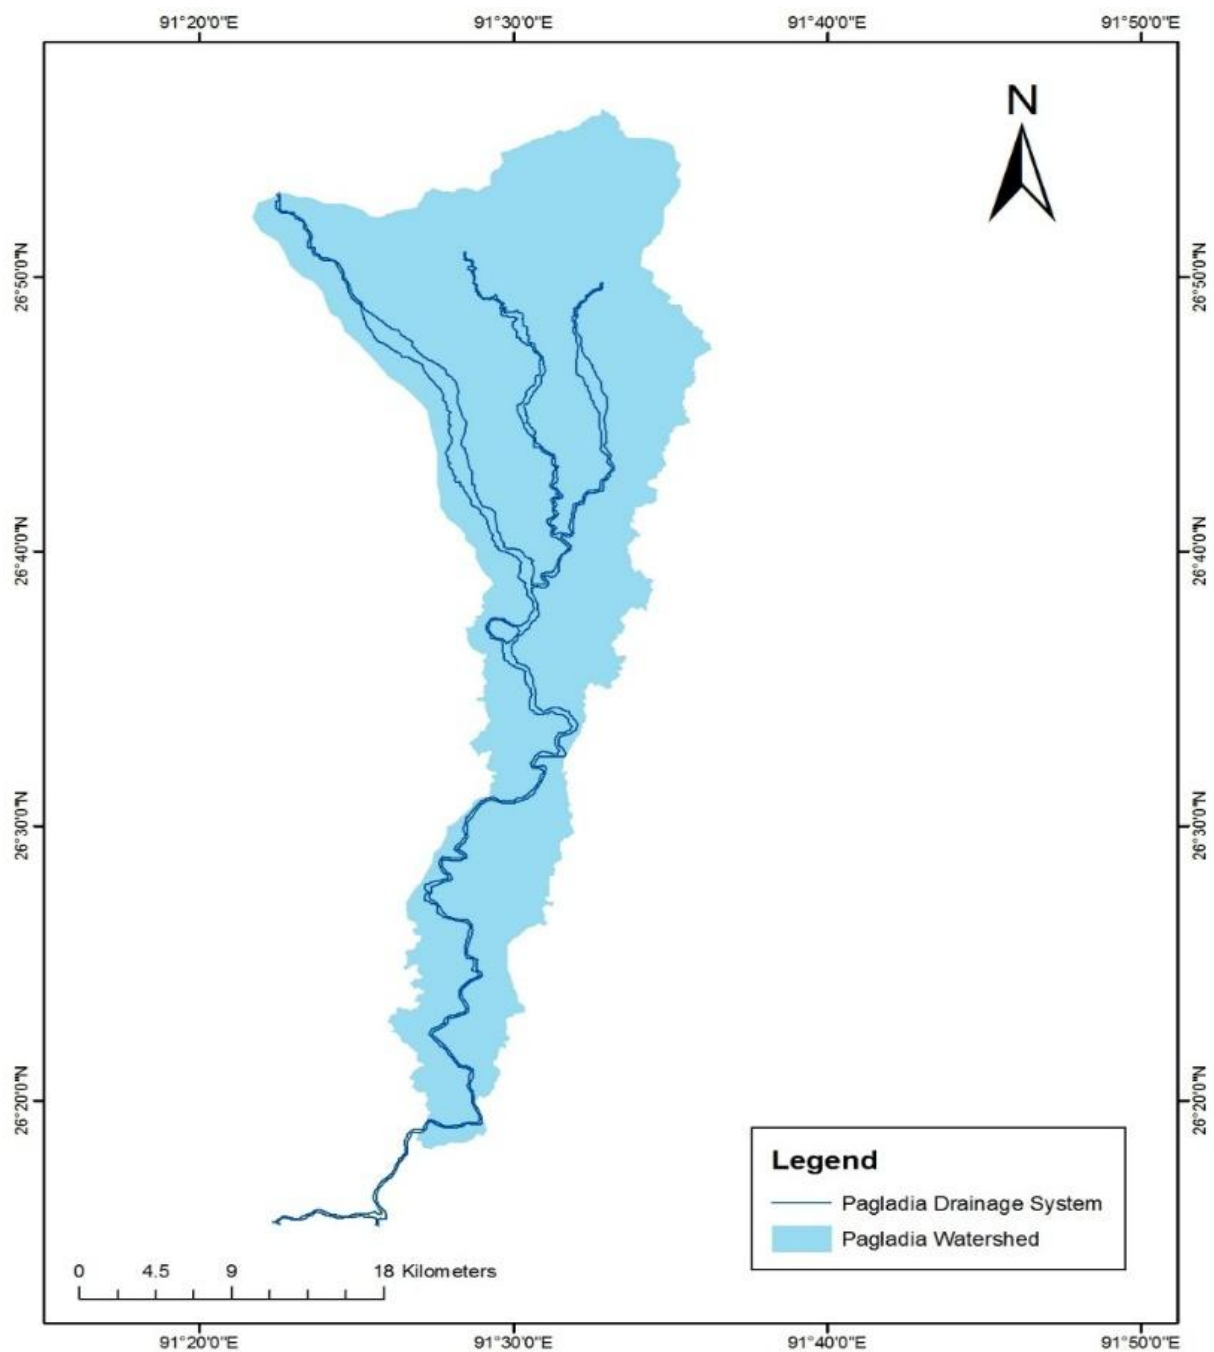 91°20'0"E 91°30'0"E 91°40'0"E 91°50'0"E
N
26°50'0"N 26°50'0"N
26°40'0"N 26°40'0"N
26°30'0"N 26°30'0"N
26°20'0"N 26°20'0"N
Legend
Pagladia Drainage System
Pagladia Watershed
0 4.5 9 18 Kilometers
91°20'0"E 91°30'0"E 91°40'0"E 91°50'0"E